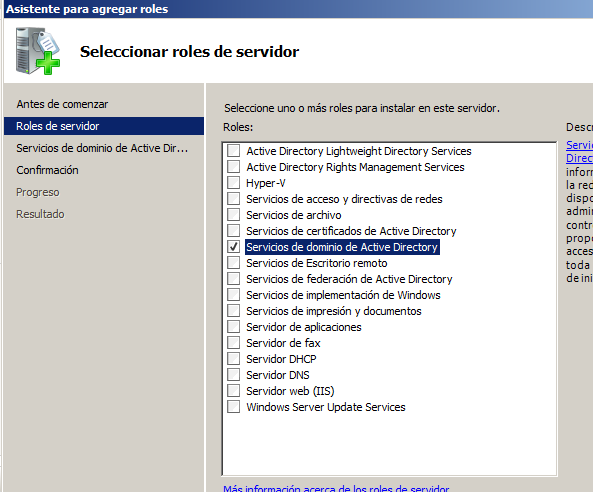 Asistente para agregar roles
Seleccionar roles de servidor
Antes de comenzar
Roles de servidor
Servicios de dominio de Active Dir...
Confirmación
Progreso
Resultado
Seleccione uno o más roles para instalar en este servidor.
Roles:
Active Directory Lightweight Directory Services
Active Directory Rights Management Services
Hyper-V
Servicios de acceso y directivas de redes
Servicios de archivo
Servicios de certificados de Active Directory
Servicios de dominio de Active Directory
Servicios de Escritorio remoto
Servicios de federación de Active Directory
Servicios de implementación de Windows
Servicios de impresión y documentos
Servidor de aplicaciones
Servidor de fax
Servidor DHCP
Servidor DNS
Servidor web (IIS)
Windows Server Update Services
Más información acerca de los roles de servidor
Descr
Servic
Direct
inform
la red
dispo
admin
contr
propo
acces
toda
de ini